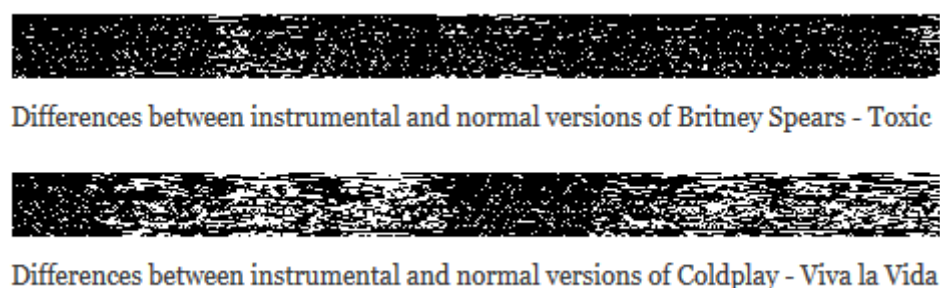 Differences between instrumental and normal versions of Britney Spears - Toxic
Differences between instrumental and normal versions of Coldplay - Viva la Vida